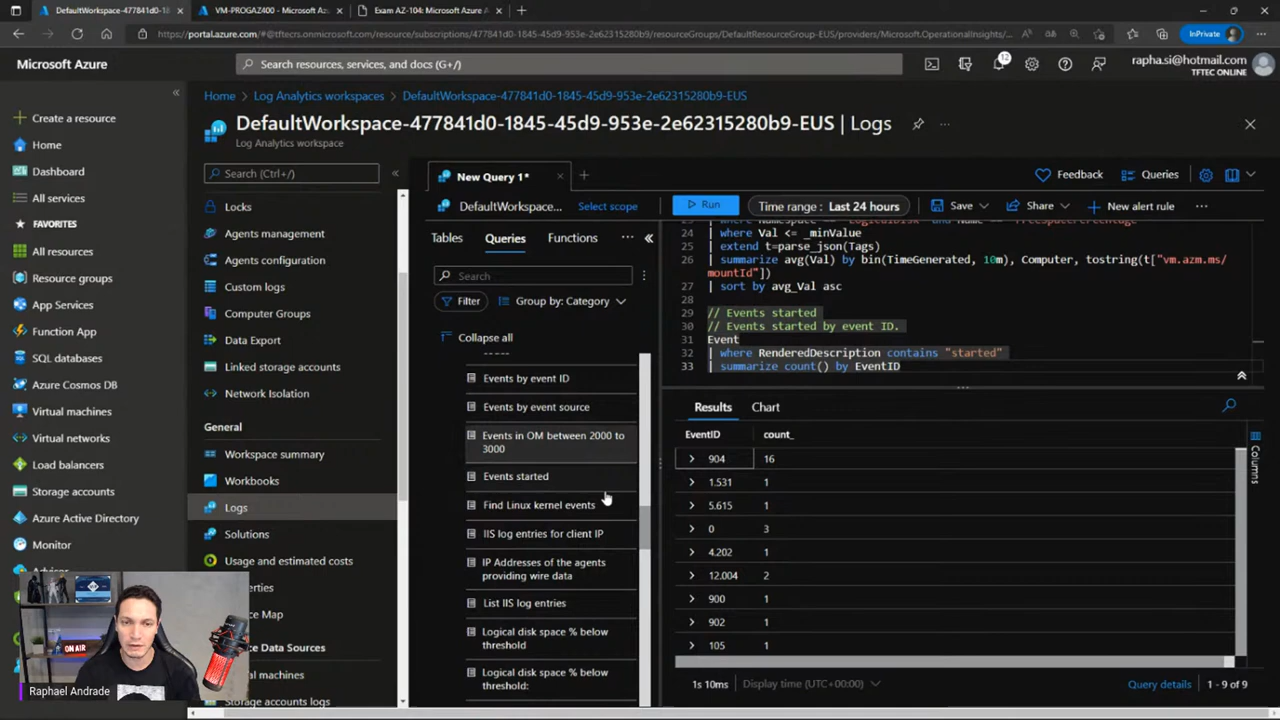 DefaultWorkspace-477841d0-18
VM-PROGAZ400 - Microsoft Az
Exam AZ-104: Microsoft Azure A
https://portal.azure.com/#@tftecrs.onmicrosoft.com/resource/subscriptions/477841d0-1845-45d9-953e-2e62315280b9/resourceGroups/DefaultResourceGroup-EUS/providers/Microsoft.OperationalInsights/...
InPrivate
Microsoft Azure
Search resources, services, and docs (G+/)
12
rapha.si@hotmail.com
TFTEC ONLINE
Create a resource
Home
Dashboard
All services
FAVORITES
All resources
Resource groups
App Services
Function App
SQL databases
Azure Cosmos DB
Virtual machines
Virtual networks
Load balancers
Storage accounts
Azure Active Directory
Monitor
Home
Log Analytics workspaces
DefaultWorkspace-477841d0-1845-45d9-953e-2e62315280b9-EUS
DefaultWorkspace-477841d0-1845-45d9-953e-2e62315280b9-EUS | Logs
...
Log Analytics workspace
Search (Ctrl+/)
Locks
Agents management
Agents configuration
Custom logs
Computer Groups
Data Export
Linked storage accounts
Network Isolation
General
Workspace summary
Workbooks
Logs
Solutions
Usage and estimated costs
erties
ce Map
ce Data Sources
al machines
ge accounts logs
New Query 1*
Feedback
Queries
DefaultWorkspace...
Select scope
Run
Time range : Last 24 hours
Save
Share
New alert rule
...
Tables
Queries
Functions
...
Search
Filter
Group by: Category
Collapse all
Events by event ID
Events by event source
Events in OM between 2000 to
3000
Events started
Find Linux kernel events
IIS log entries for client IP
IP Addresses of the agents
providing wire data
List IIS log entries
Logical disk space % below
threshold
Logical disk space % below
threshold:
24 | where Val <= _minValue
25 | extend t=parse_json(Tags)
26 | summarize avg(Val) by bin(TimeGenerated, 10m), Computer, tostring(t["vm.azm.ms/
mountId"])
27 | sort by avg_Val asc
28
29 // Events started
30 // Events started by event ID.
31 Event
32 | where RenderedDescription contains "started"
33 | summarize count() by EventID
Results
Chart
EventID count_
904 16
1.531 1
5.615 1
0 3
4.202 1
12.004 2
900 1
902 1
105 1
Columns
1s 10ms
Display time (UTC+00:00)
Query details
1 - 9 of 9
ON AIR
Raphael Andrade